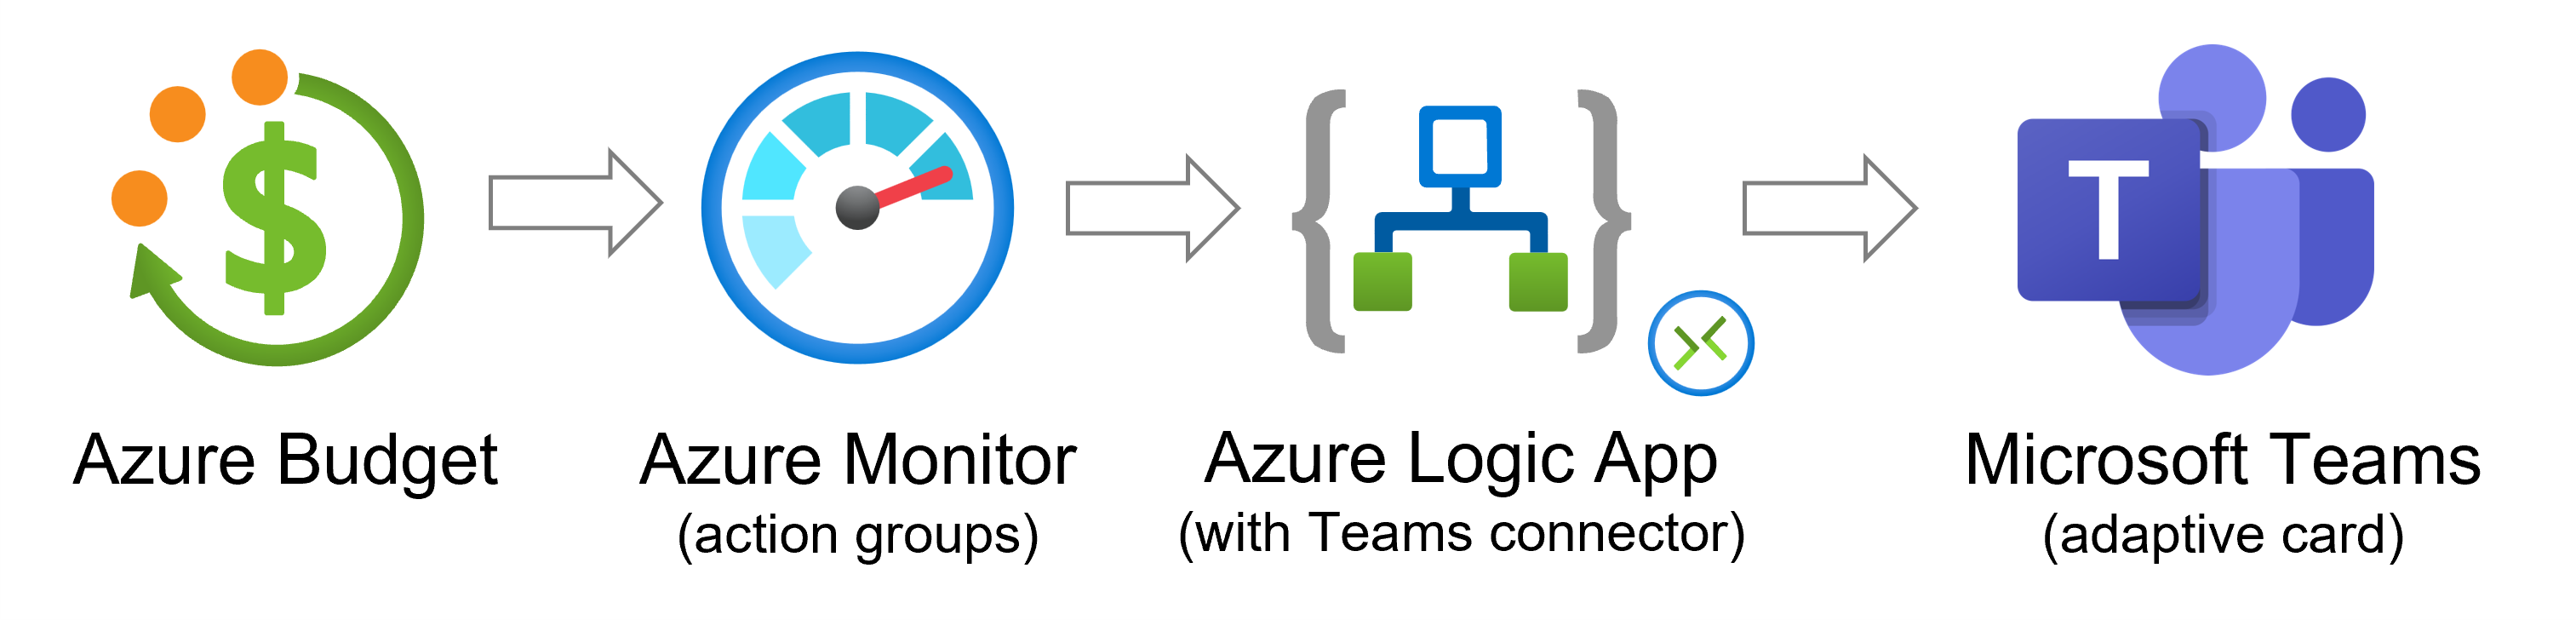 $
T
Azure Budget
Azure Monitor
(action groups)
Azure Logic App
(with Teams connector)
Microsoft Teams
(adaptive card)